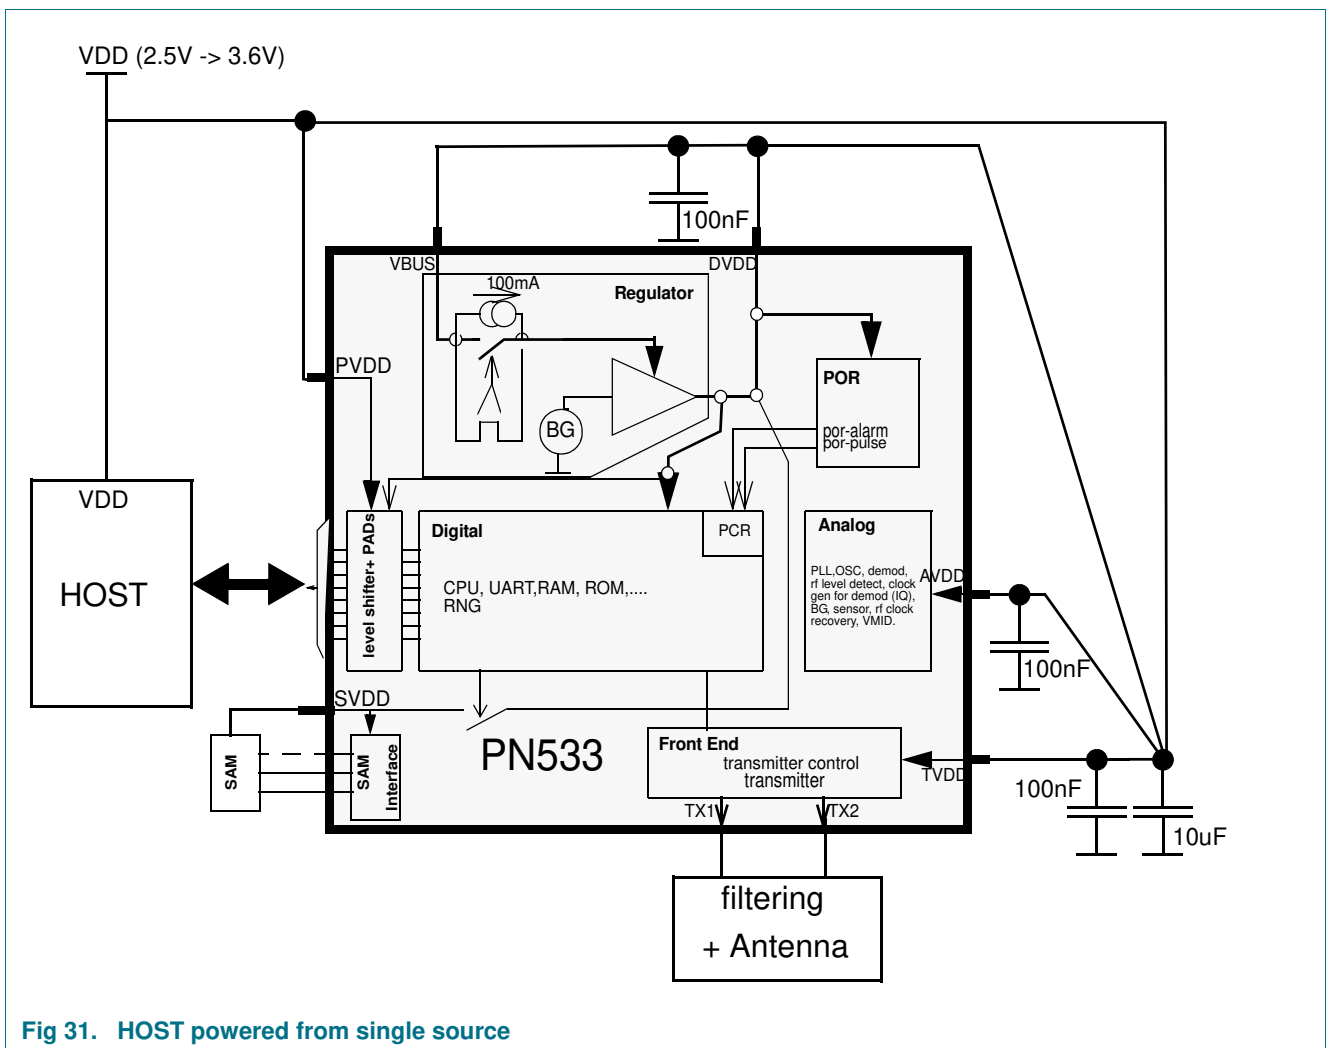 VDD (2.5V -> 3.6V)
100nF
VBUS
DVDD
100mA
Regulator
PVDD
POR
BG
por-alarm
por-pulse
VDD
HOST
level shifter+ PADs
Digital
PCR
CPU, UART,RAM, ROM,....
RNG
Analog
PLL,OSC, demod,
rf level detect, clock
gen for demod (IQ),
BG, sensor, rf clock
recovery, VMID.
AVDD
100nF
SVDD
SAM
SAM
Interface
PN533
Front End
transmitter control
transmitter
TVDD
100nF
10uF
TX1
TX2
filtering
+ Antenna
Fig 31. HOST powered from single source